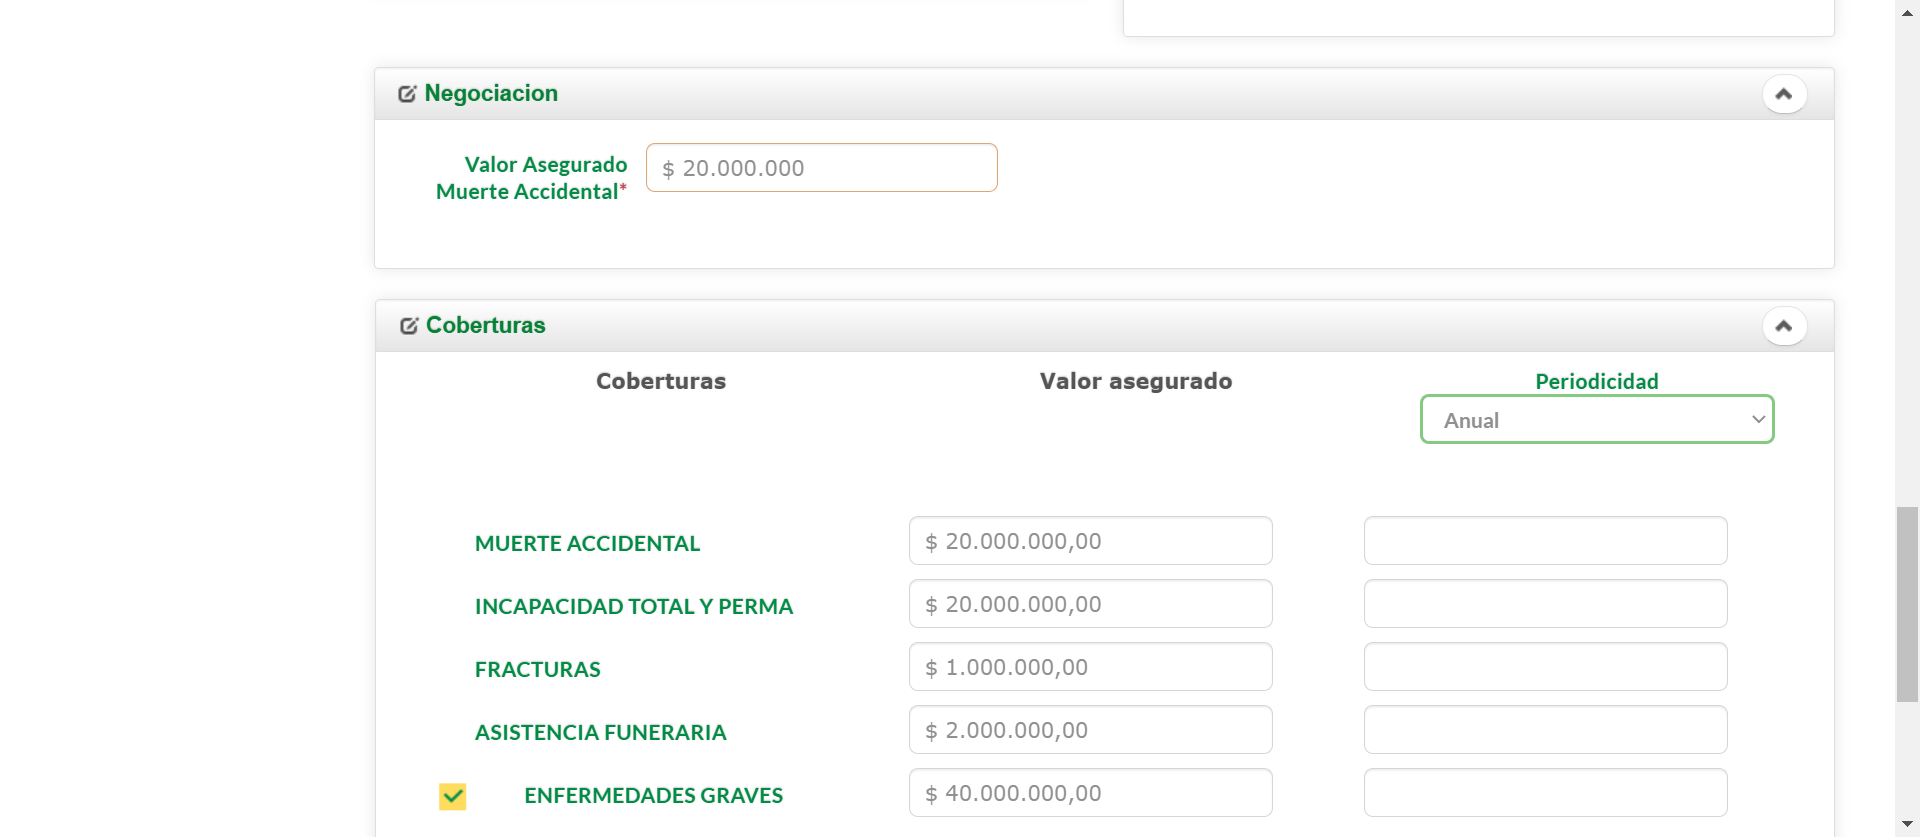 Negociacion
Valor Asegurado
Muerte Accidental*
$ 20.000.000
Coberturas
Coberturas Valor asegurado Periodicidad
Anual
MUERTE ACCIDENTAL $ 20.000.000,00
INCAPACIDAD TOTAL Y PERMA $ 20.000.000,00
FRACTURAS $ 1.000.000,00
ASISTENCIA FUNERARIA $ 2.000.000,00
ENFERMEDADES GRAVES $ 40.000.000,00